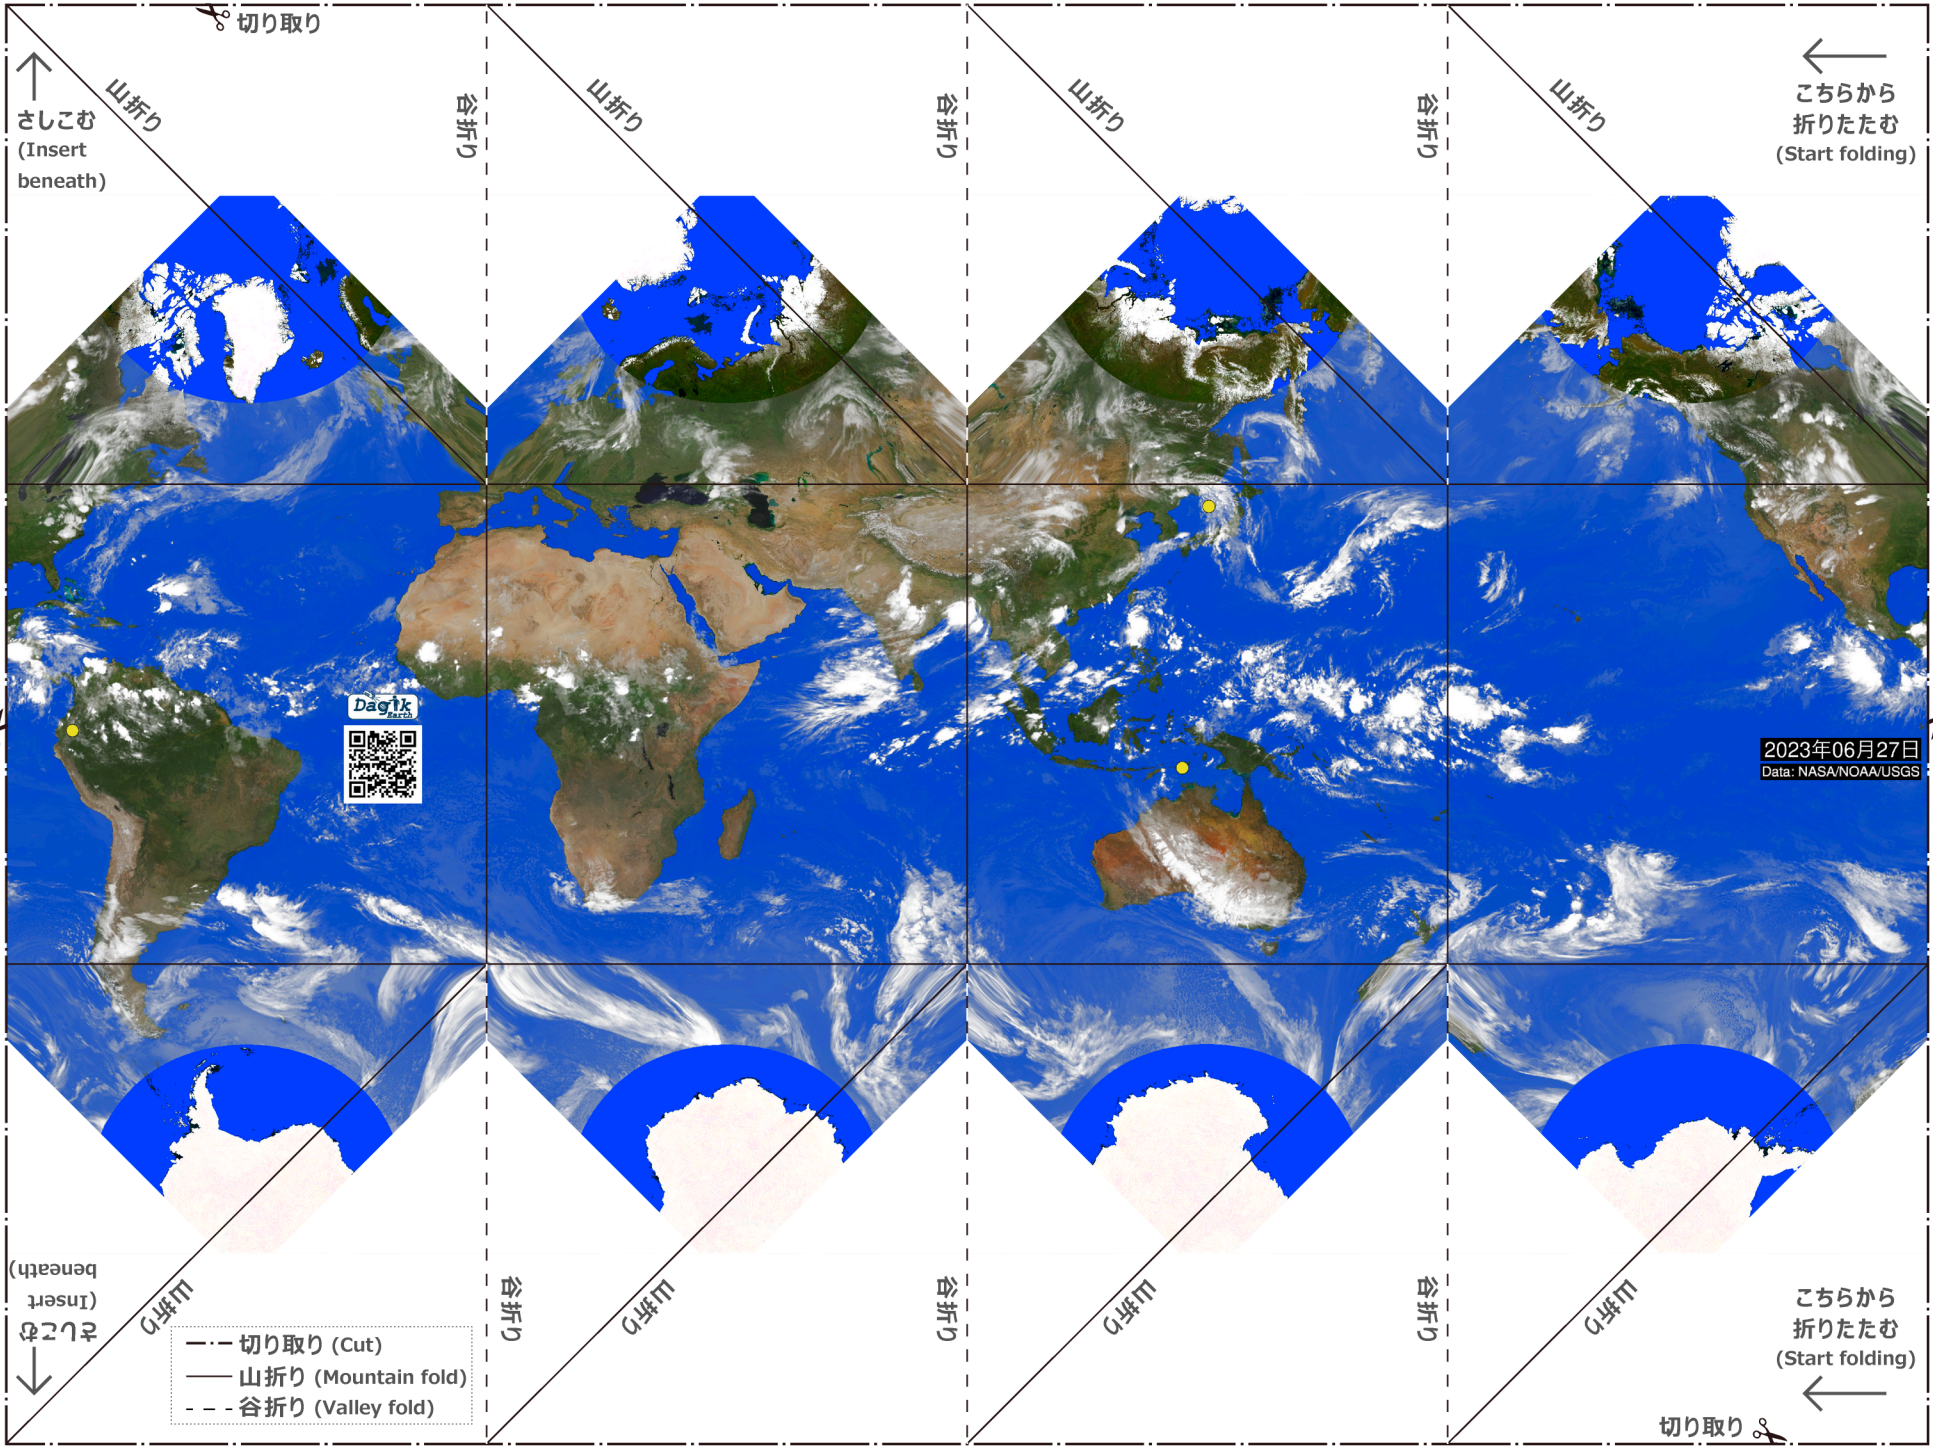 切り取り
山折り
谷折り
山折り
谷折り
山折り
谷折り
山折り
さしこむ
(Insert
beneath)
こちらから
折りたたむ
(Start folding)
Dagik
Earth
2023年06月27日
Data: NASA/NOAA/USGS
さしこむ
(Insert
beneath)
山折り
谷折り
山折り
谷折り
山折り
谷折り
山折り
こちらから
折りたたむ
(Start folding)
切り取り (Cut)
山折り (Mountain fold)
谷折り (Valley fold)
切り取り